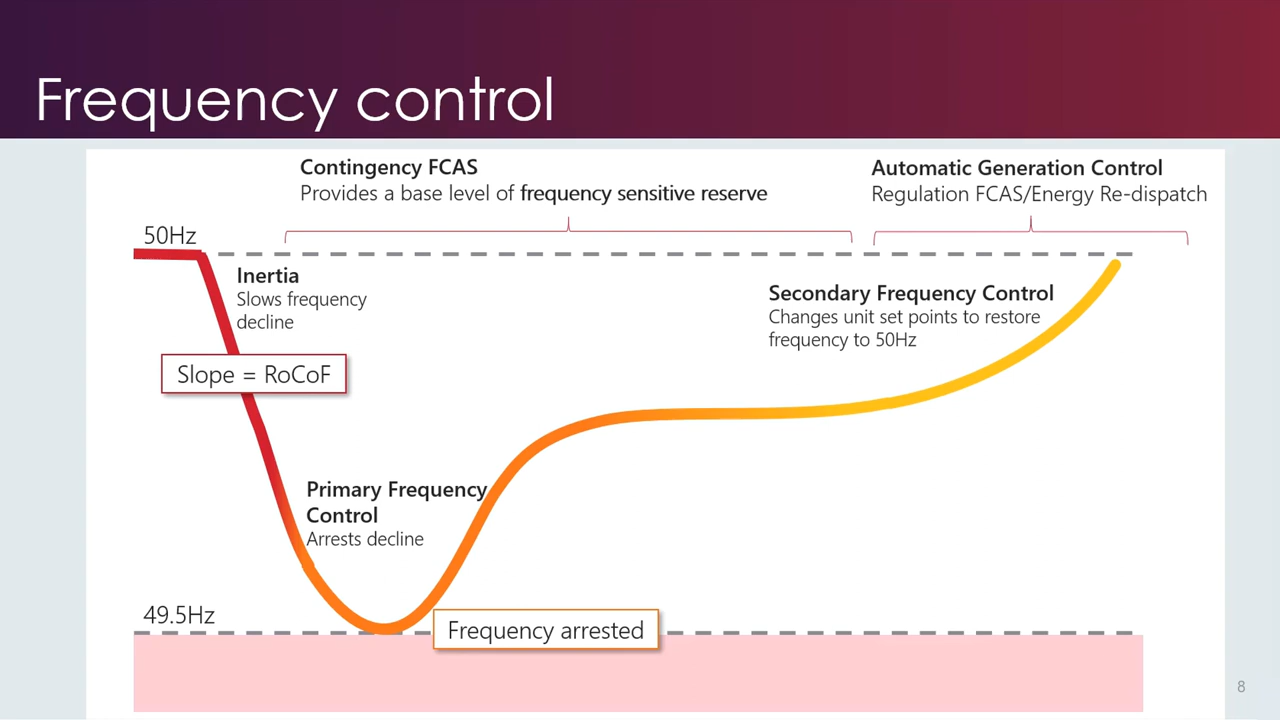 Frequency control
Contingency FCAS
Provides a base level of frequency sensitive reserve
Automatic Generation Control
Regulation FCAS/Energy Re-dispatch
50Hz
Inertia
Slows frequency
decline
Secondary Frequency Control
Changes unit set points to restore
frequency to 50Hz
Slope = RoCoF
Primary Frequency
Control
Arrests decline
49.5Hz
Frequency arrested
8